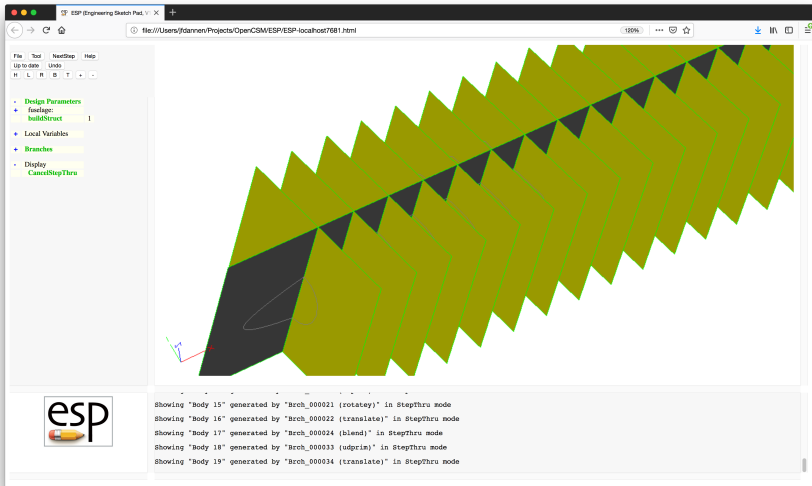 ESP (Engineering Sketch Pad, V
file:///Users/jfdannen/Projects/OpenCSM/ESP/ESP-localhost7681.html
120%
File Tool NextStep Help
Up to date Undo
H L R B T + -
- Design Parameters
+ fuselage:
buildStruct 1
+ Local Variables
+ Branches
- Display
CancelStepThru
esp
Showing "Body 15" generated by "Brch_000021 (rotatey)" in StepThru mode
Showing "Body 16" generated by "Brch_000022 (translate)" in StepThru mode
Showing "Body 17" generated by "Brch_000024 (blend)" in StepThru mode
Showing "Body 18" generated by "Brch_000033 (udprim)" in StepThru mode
Showing "Body 19" generated by "Brch_000034 (translate)" in StepThru mode